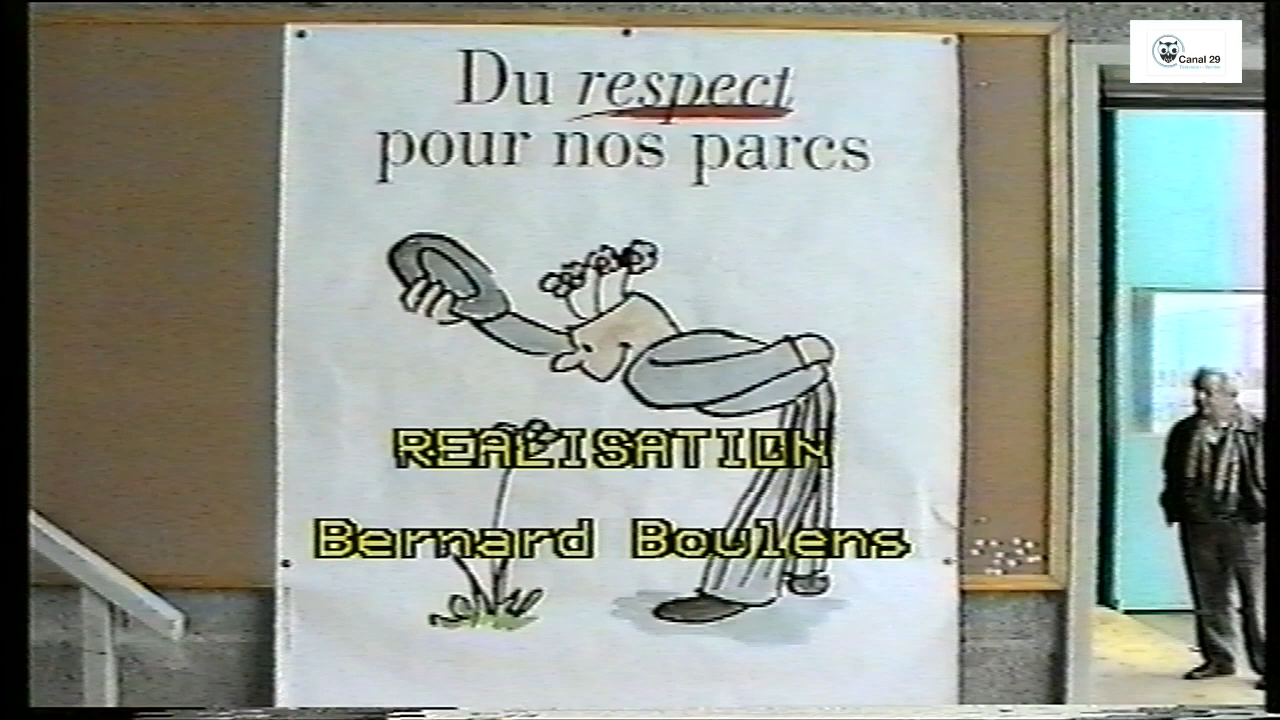 Du respect
pour nos parcs
Canal 29
REALISATION
Bernard Boulens